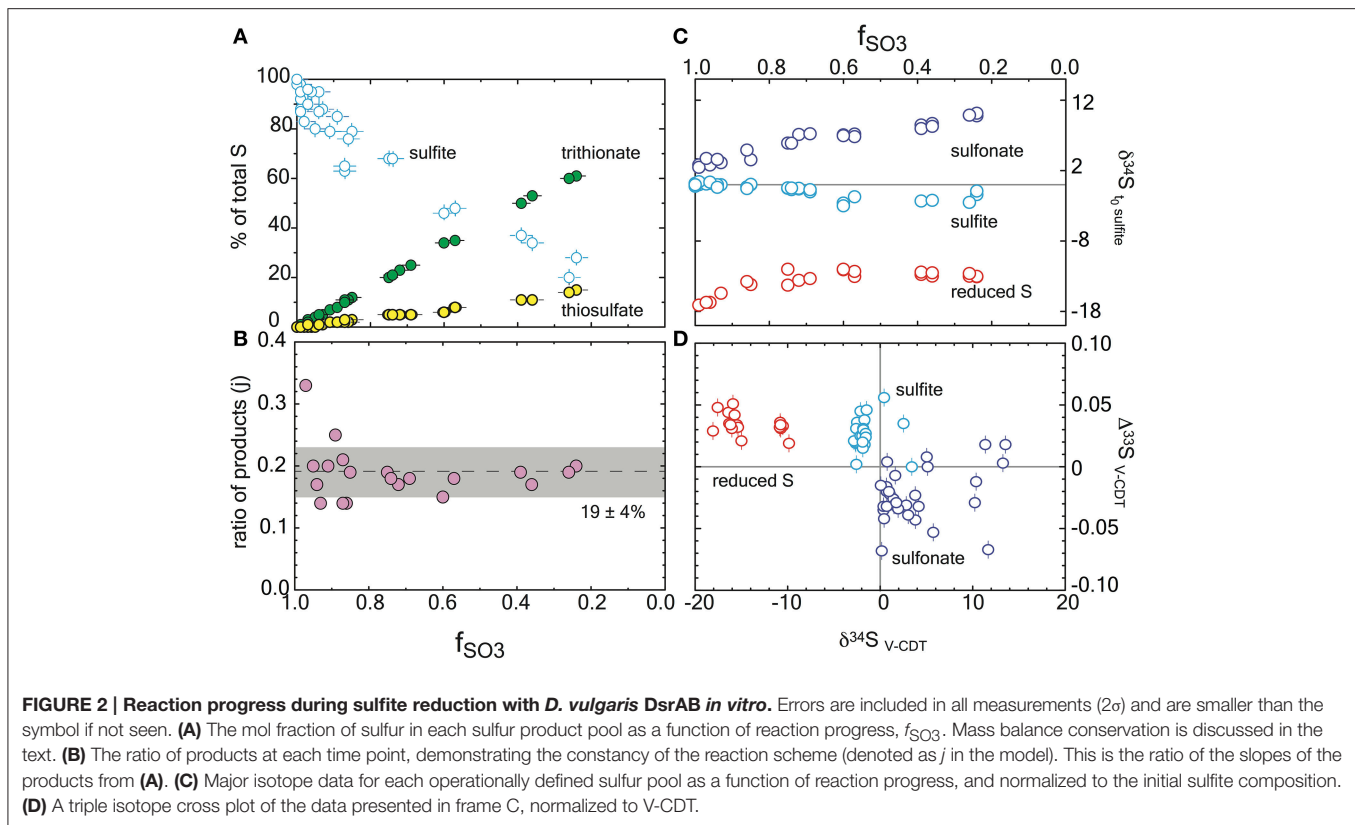 A
100
80
60
40
20
0
% of total S
sulfite
trithionate
thiosulfate
B
0.4
0.3
0.2
0.1
0.0
ratio of products (j)
19 ± 4%
1.0 0.8 0.6 0.4 0.2 0.0
fSO3
C
fSO3
1.0 0.8 0.6 0.4 0.2 0.0
12
2
-8
-18
δ34S t0 sulfite
sulfonate
sulfite
reduced S
D
0.10
0.05
0
-0.05
-0.10
Δ33S V-CDT
sulfite
reduced S
sulfonate
-20 -10 0 10 20
δ34S V-CDT
FIGURE 2 | Reaction progress during sulfite reduction with D. vulgaris DsrAB in vitro. Errors are included in all measurements (2σ) and are smaller than the
symbol if not seen. (A) The mol fraction of sulfur in each sulfur product pool as a function of reaction progress, fSO3. Mass balance conservation is discussed in the
text. (B) The ratio of products at each time point, demonstrating the constancy of the reaction scheme (denoted as j in the model). This is the ratio of the slopes of the
products from (A). (C) Major isotope data for each operationally defined sulfur pool as a function of reaction progress, and normalized to the initial sulfite composition.
(D) A triple isotope cross plot of the data presented in frame C, normalized to V-CDT.